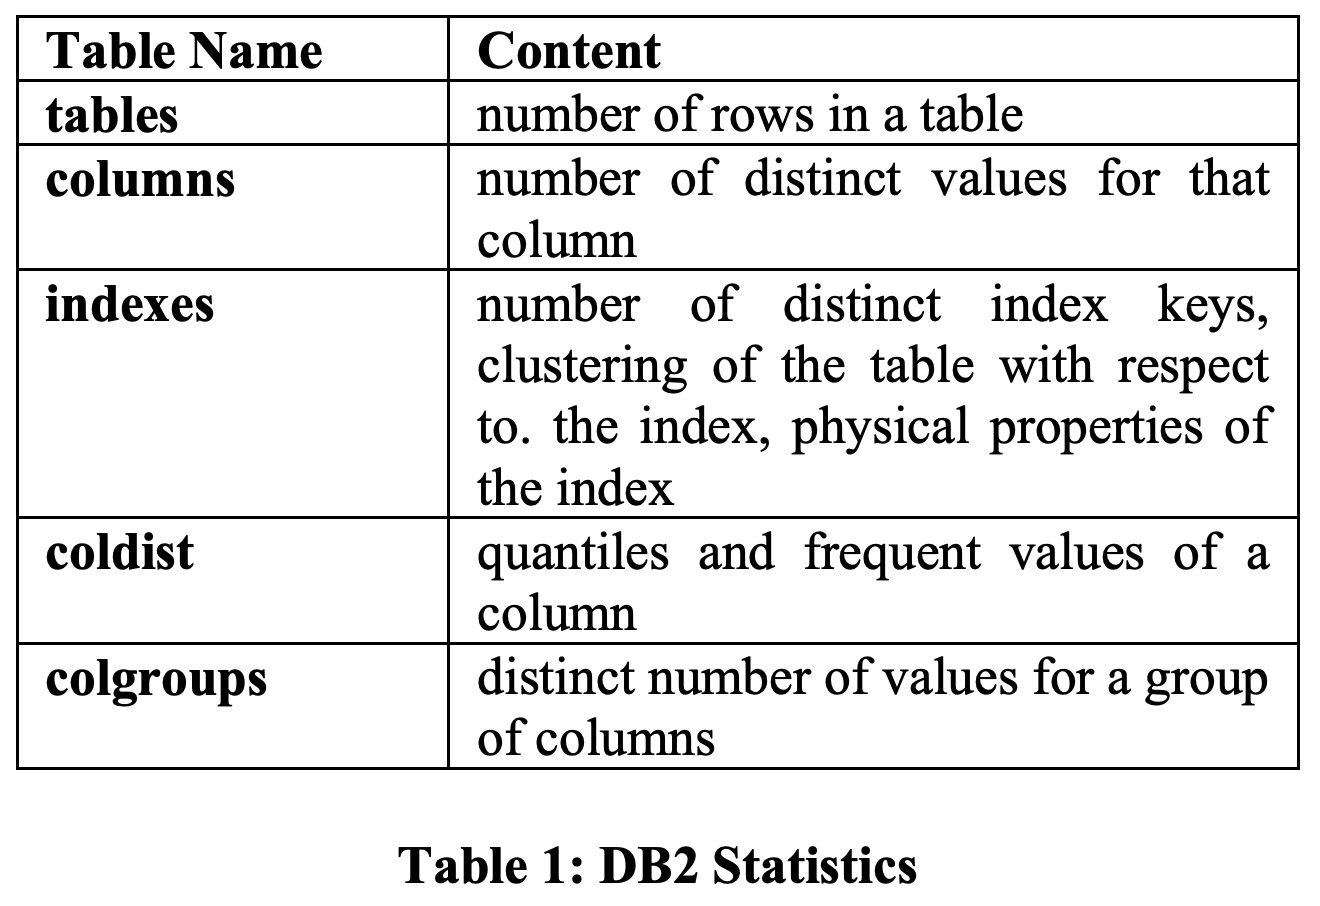 Table Name Content
tables number of rows in a table
columns number of distinct values for that
column
indexes number of distinct index keys,
clustering of the table with respect
to. the index, physical properties of
the index
coldist quantiles and frequent values of a
column
colgroups distinct number of values for a group
of columns
Table 1: DB2 Statistics